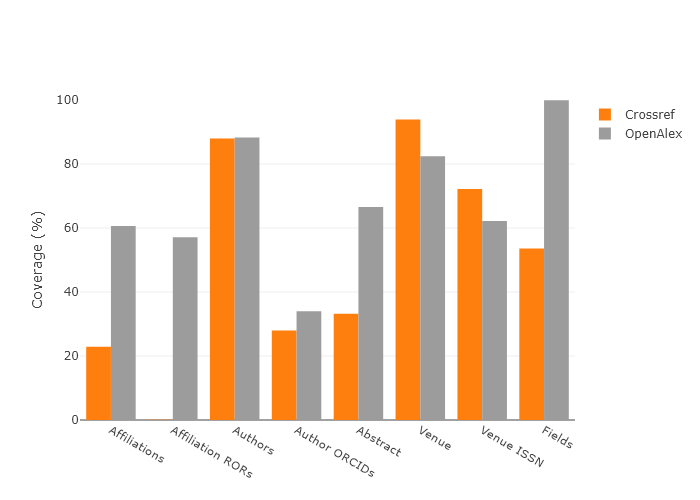 100
80
60
40
20
0
Coverage (%)
Affiliations
Affiliation RORs
Authors
Author ORCIDs
Abstract
Venue
Venue ISSN
Fields
Crossref
OpenAlex